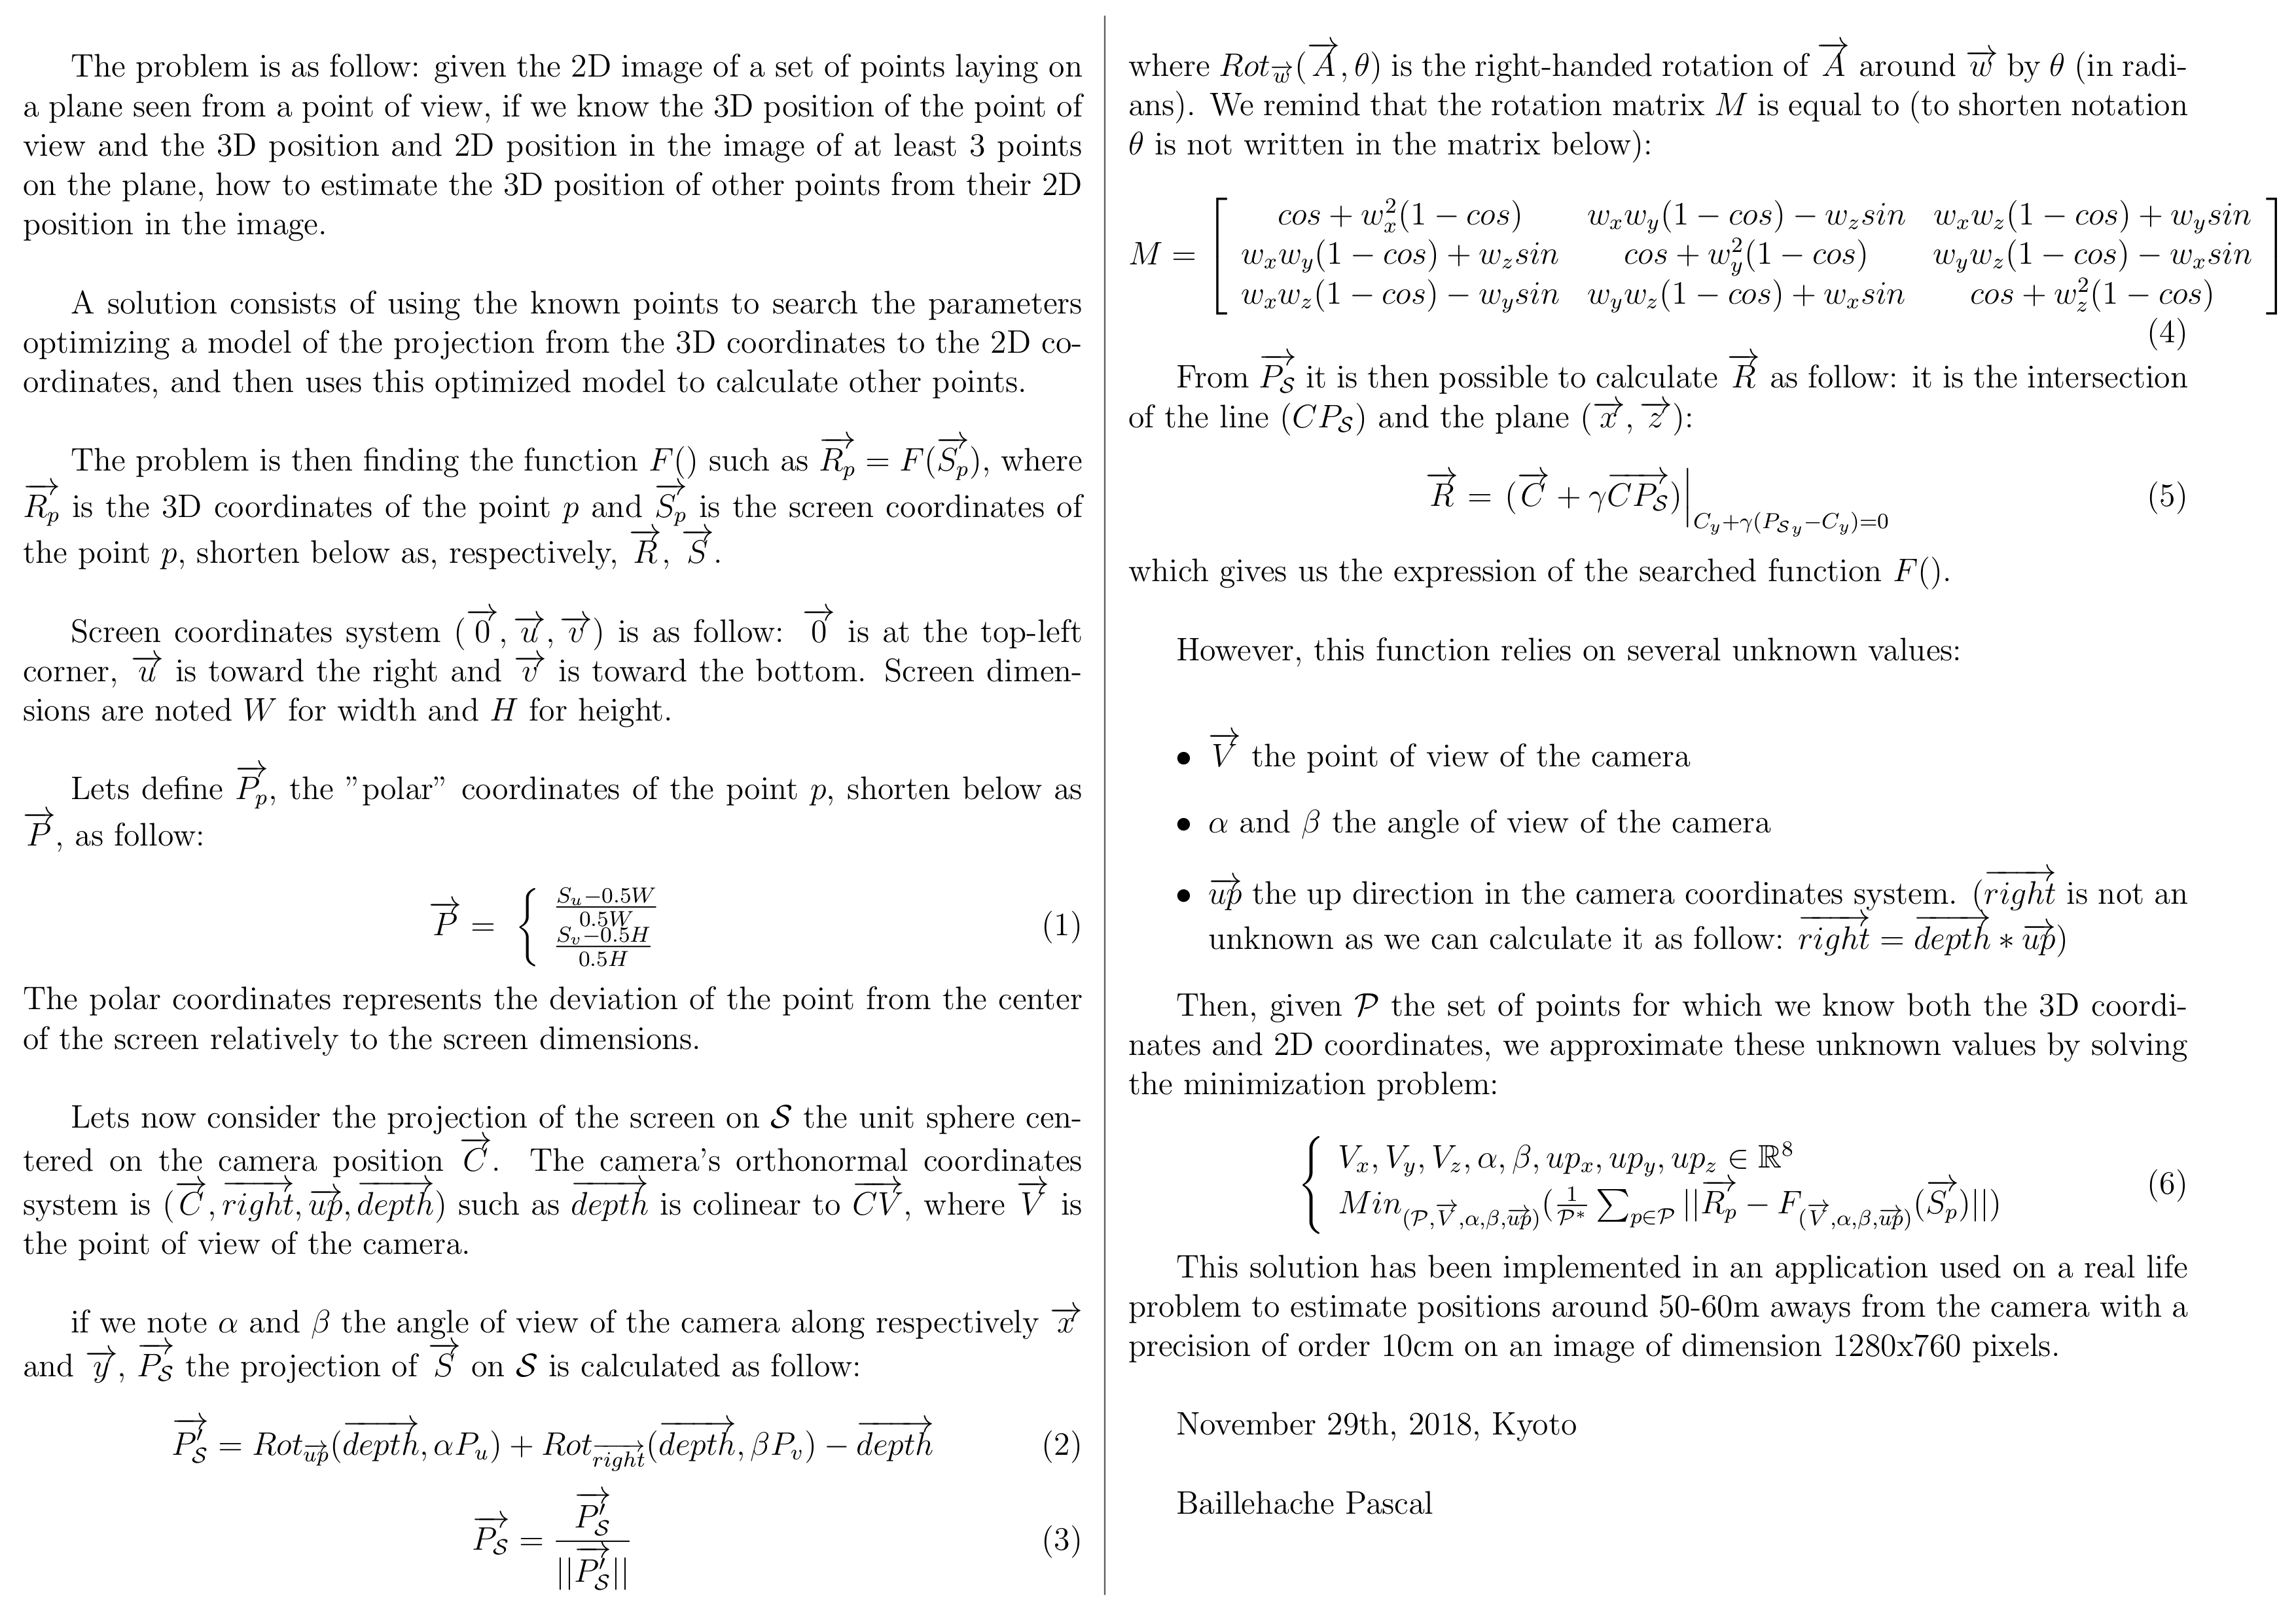 The problem is as follow: given the 2D image of a set of points laying on
a plane seen from a point of view, if we know the 3D position of the point of
view and the 3D position and 2D position in the image of at least 3 points
on the plane, how to estimate the 3D position of other points from their 2D
position in the image.
A solution consists of using the known points to search the parameters
optimizing a model of the projection from the 3D coordinates to the 2D co-
ordinates, and then uses this optimized model to calculate other points.
The problem is then finding the function $F()$ such as $\overrightarrow{R_p} = F(\overrightarrow{S_p})$, where
$\overrightarrow{R_p}$ is the 3D coordinates of the point $p$ and $\overrightarrow{S_p}$ is the screen coordinates of
the point $p$, shorten below as, respectively, $\overrightarrow{R}$, $\overrightarrow{S}$.
Screen coordinates system ($\overrightarrow{0}, \overrightarrow{u}, \overrightarrow{v}$) is as follow: $\overrightarrow{0}$ is at the top-left
corner, $\overrightarrow{u}$ is toward the right and $\overrightarrow{v}$ is toward the bottom. Screen dimen-
sions are noted $W$ for width and $H$ for height.
Lets define $\overrightarrow{P_p}$, the ”polar” coordinates of the point $p$, shorten below as
$\overrightarrow{P}$, as follow:
$\overrightarrow{P} = \left\{ \begin{array}{l} \frac{S_u-0.5W}{0.5W} \\ \frac{S_v-0.5H}{0.5H} \end{array} \right.$ (1)
The polar coordinates represents the deviation of the point from the center
of the screen relatively to the screen dimensions.
Lets now consider the projection of the screen on $\mathcal{S}$ the unit sphere cen-
tered on the camera position $\overrightarrow{C}$. The camera's orthonormal coordinates
system is ($\overrightarrow{C}, \overrightarrow{right}, \overrightarrow{up}, \overrightarrow{depth}$) such as $\overrightarrow{depth}$ is colinear to $\overrightarrow{CV}$, where $\overrightarrow{V}$ is
the point of view of the camera.
if we note $\alpha$ and $\beta$ the angle of view of the camera along respectively $\overrightarrow{x}$
and $\overrightarrow{y}$, $\overrightarrow{P_\mathcal{S}}$ the projection of $\overrightarrow{S}$ on $\mathcal{S}$ is calculated as follow:
$\overrightarrow{P'_\mathcal{S}} = Rot_{\overrightarrow{up}}(\overrightarrow{depth}, \alpha P_u) + Rot_{\overrightarrow{right}}(\overrightarrow{depth}, \beta P_v) - \overrightarrow{depth}$ (2)
$\overrightarrow{P_\mathcal{S}} = \frac{\overrightarrow{P'_\mathcal{S}}}{||\overrightarrow{P'_\mathcal{S}}||}$ (3)
where $Rot_{\overrightarrow{w}}(\overrightarrow{A}, \theta)$ is the right-handed rotation of $\overrightarrow{A}$ around $\overrightarrow{w}$ by $\theta$ (in radi-
ans). We remind that the rotation matrix $M$ is equal to (to shorten notation
$\theta$ is not written in the matrix below):
$M = \left[ \begin{array}{ccc} cos + w_x^2(1 - cos) & w_xw_y(1 - cos) - w_zsin & w_xw_z(1 - cos) + w_ysin \\ w_xw_y(1 - cos) + w_zsin & cos + w_y^2(1 - cos) & w_yw_z(1 - cos) - w_xsin \\ w_xw_z(1 - cos) - w_ysin & w_yw_z(1 - cos) + w_xsin & cos + w_z^2(1 - cos) \end{array} \right]$
(4)
From $\overrightarrow{P_\mathcal{S}}$ it is then possible to calculate $\overrightarrow{R}$ as follow: it is the intersection
of the line ($CP_\mathcal{S}$) and the plane ($\overrightarrow{x}, \overrightarrow{z}$):
$\overrightarrow{R} = (\overrightarrow{C} + \gamma\overrightarrow{CP_\mathcal{S}})\Big|_{C_y+\gamma(P_{\mathcal{S}y}-C_y)=0}$ (5)
which gives us the expression of the searched function $F()$.
However, this function relies on several unknown values:
• $\overrightarrow{V}$ the point of view of the camera
• $\alpha$ and $\beta$ the angle of view of the camera
• $\overrightarrow{up}$ the up direction in the camera coordinates system. ($\overrightarrow{right}$ is not an
unknown as we can calculate it as follow: $\overrightarrow{right} = \overrightarrow{depth} * \overrightarrow{up}$)
Then, given $\mathcal{P}$ the set of points for which we know both the 3D coordi-
nates and 2D coordinates, we approximate these unknown values by solving
the minimization problem:
$\left\{ \begin{array}{l} V_x, V_y, V_z, \alpha, \beta, up_x, up_y, up_z \in \mathbb{R}^8 \\ Min_{(\mathcal{P},\overrightarrow{V},\alpha,\beta,\overrightarrow{up})}(\frac{1}{\mathcal{P}^*}\sum_{p\in\mathcal{P}}||\overrightarrow{R_p} - F_{(\overrightarrow{V},\alpha,\beta,\overrightarrow{up})}(\overrightarrow{S_p})||) \end{array} \right.$ (6)
This solution has been implemented in an application used on a real life
problem to estimate positions around 50-60m aways from the camera with a
precision of order 10cm on an image of dimension 1280x760 pixels.
November 29th, 2018, Kyoto
Baillehache Pascal